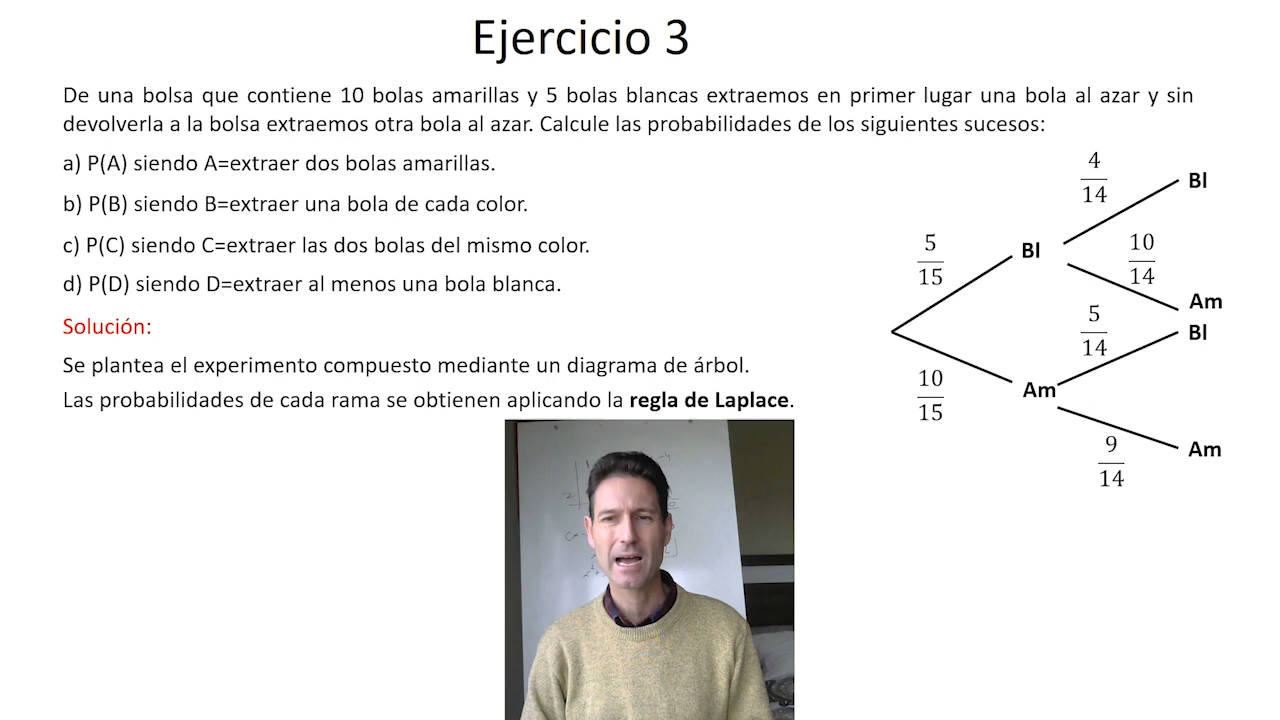 Ejercicio 3
De una bolsa que contiene 10 bolas amarillas y 5 bolas blancas extraemos en primer lugar una bola al azar y sin
devolverla a la bolsa extraemos otra bola al azar. Calcule las probabilidades de los siguientes sucesos:
a) P(A) siendo A=extraer dos bolas amarillas.
b) P(B) siendo B=extraer una bola de cada color.
c) P(C) siendo C=extraer las dos bolas del mismo color.
d) P(D) siendo D=extraer al menos una bola blanca.
Solución:
Se plantea el experimento compuesto mediante un diagrama de árbol.
Las probabilidades de cada rama se obtienen aplicando la regla de Laplace.
4
14
Bl
5
15
Bl
10
14
Am
5
14
Bl
10
15
Am
9
14
Am